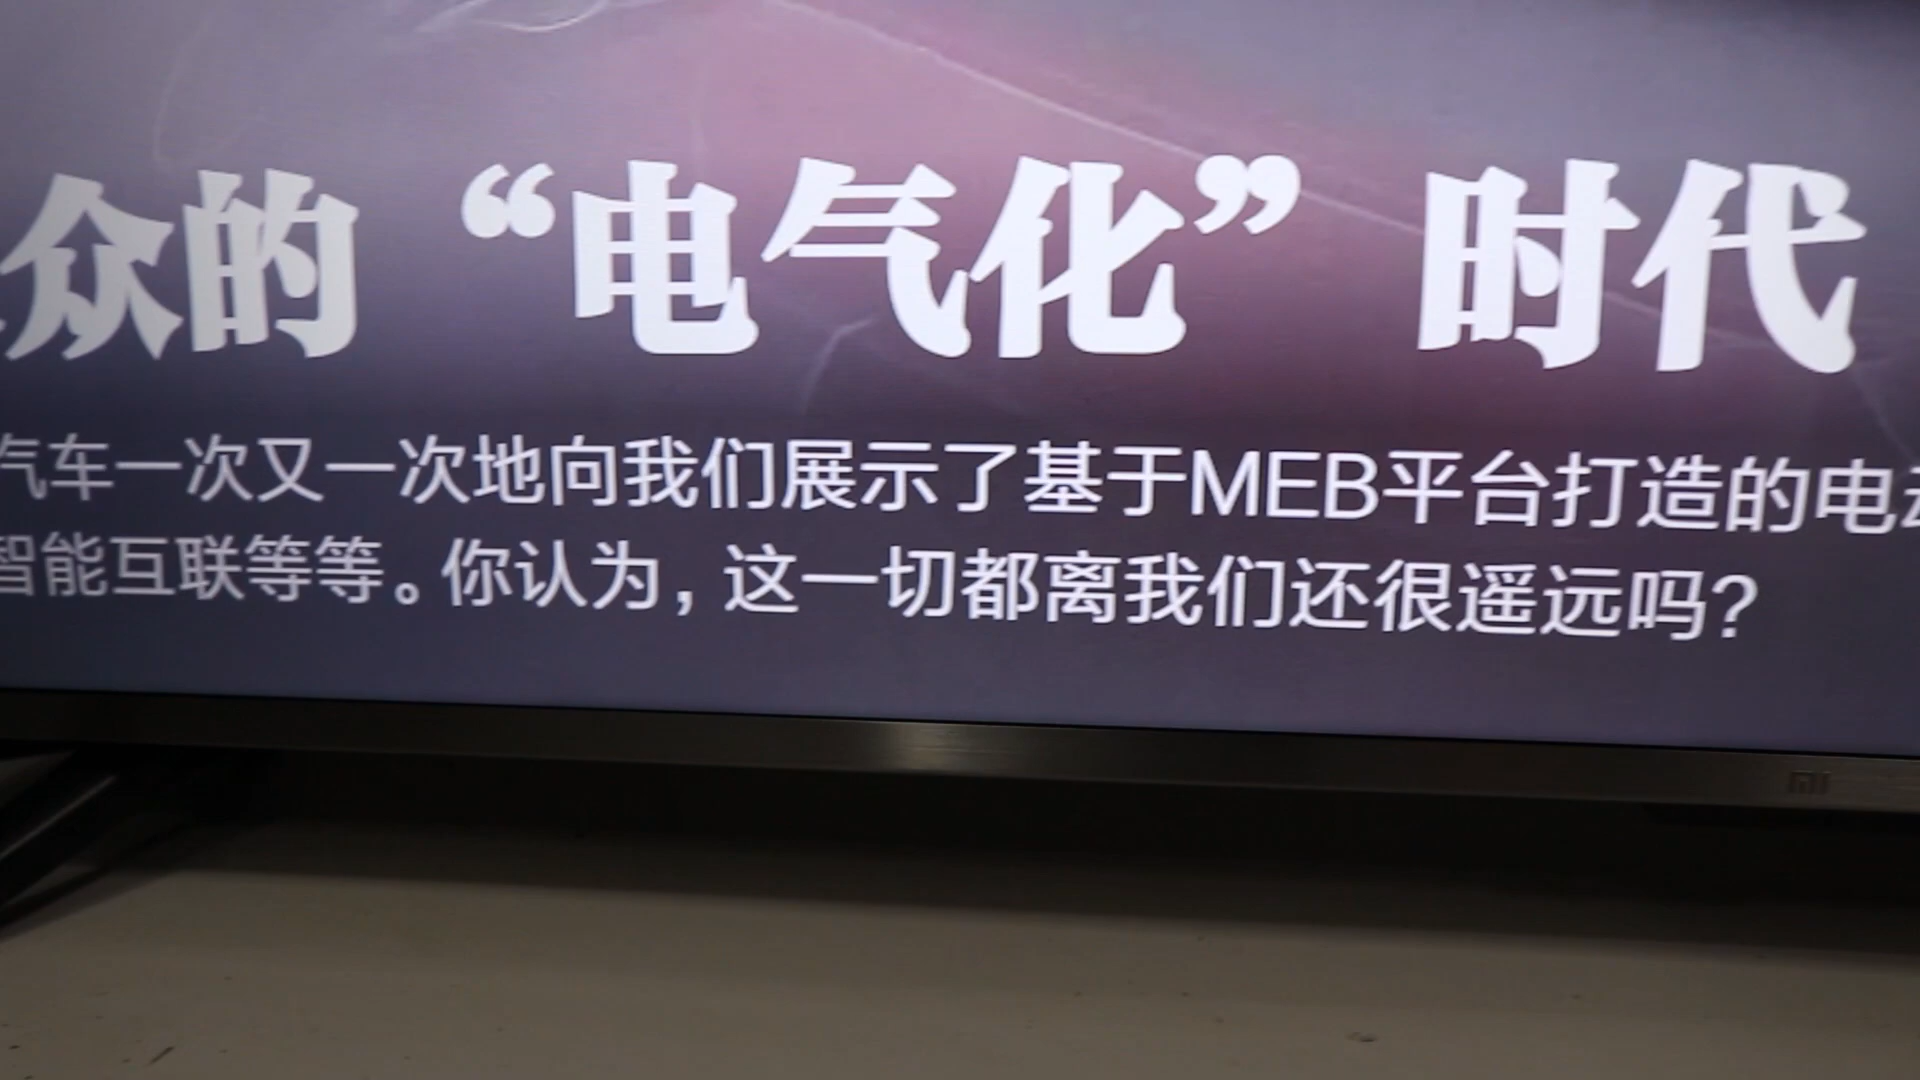 众的 “电气化” 时代
汽车一次又一次地向我们展示了基于MEB平台打造的电
智能互联等等。你认为，这一切都离我们还很遥远吗？
MI